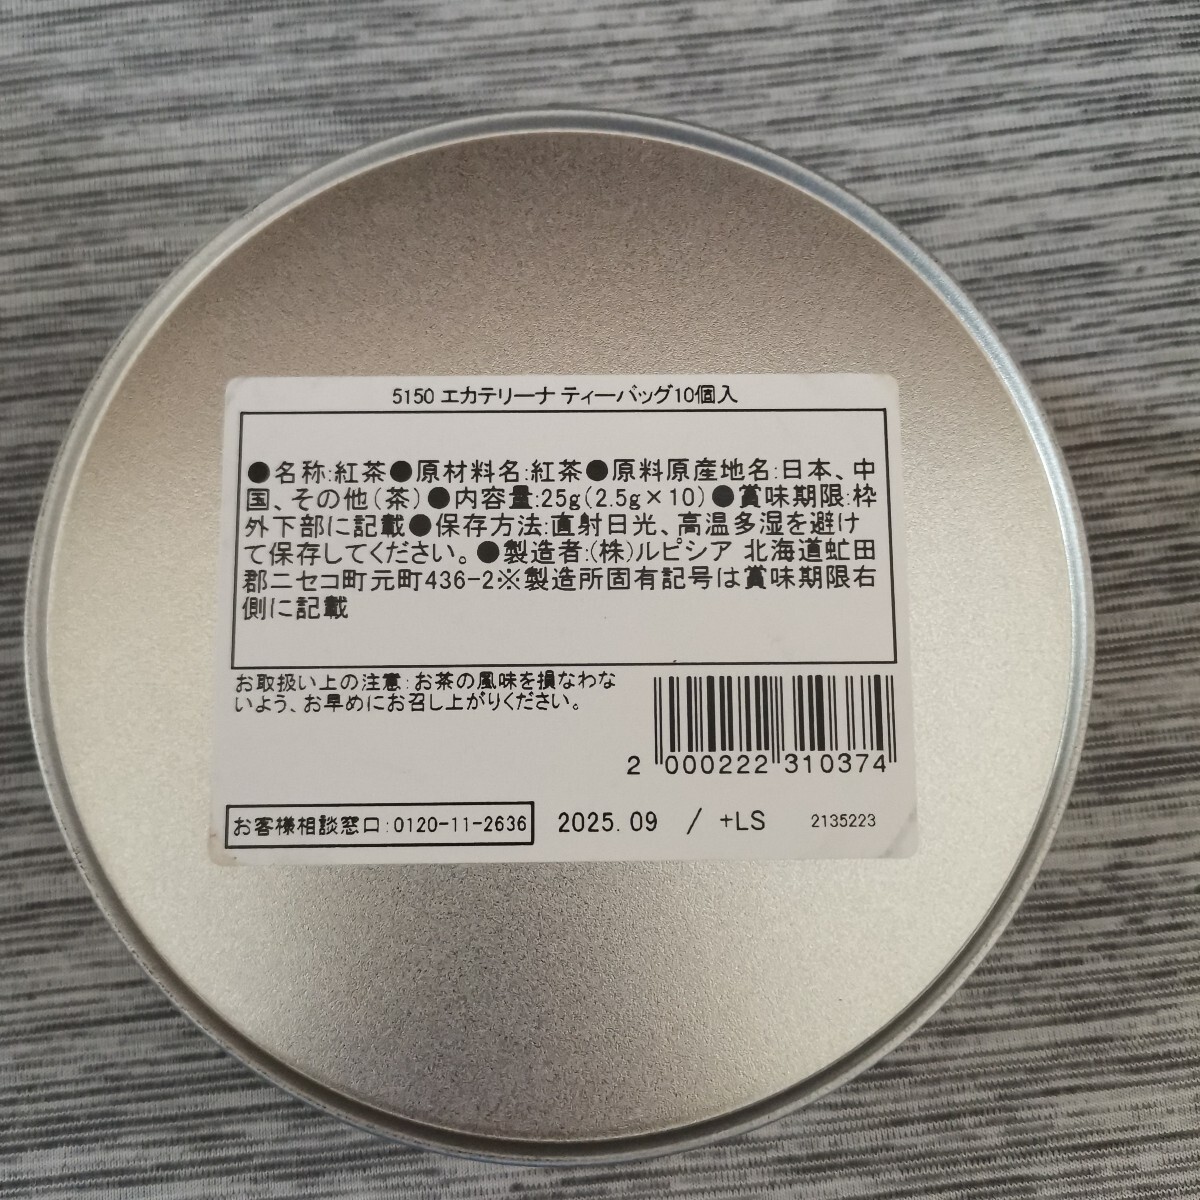 5150 エカテリーナ ティーバッグ10個入
●名称:紅茶●原材料名:紅茶●原料原産地名:日本、中
国、その他(茶)●内容量:25g(2.5g×10)●賞味期限:枠
外下部に記載●保存方法:直射日光、高温多湿を避け
て保存してください。●製造者:(株)ルピシア 北海道虻田
郡ニセコ町元町436-2※製造所固有記号は賞味期限右
側に記載
お取扱い上の注意:お茶の風味を損なわな
いよう、お早めにお召し上がりください。
2 000222 310374
お客様相談窓口:0120-11-2636
2025.09 / +LS 2135223